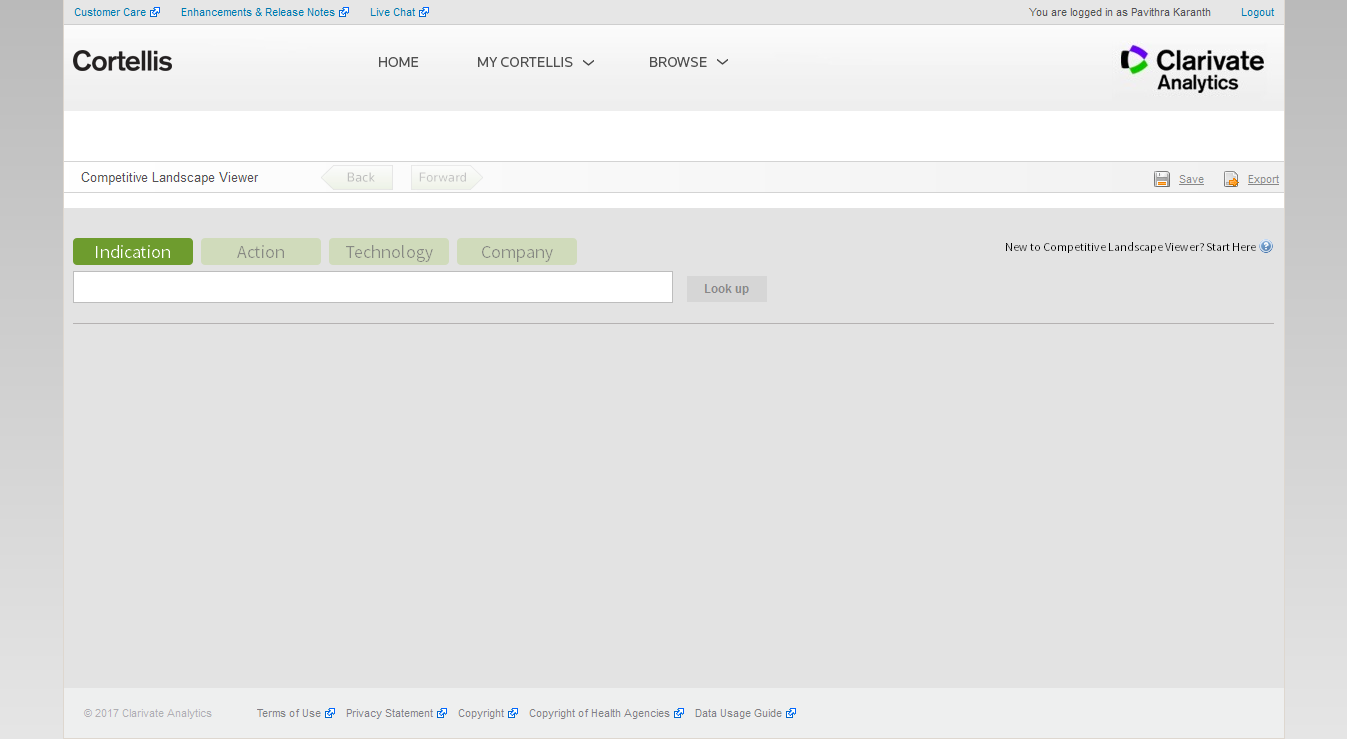 Customer Care Enhancements & Release Notes Live Chat You are logged in as Pavithra Karanth Logout
Cortellis HOME MY CORTELLIS BROWSE Clarivate
Analytics
Competitive Landscape Viewer Back Forward Save Export
Indication Action Technology Company New to Competitive Landscape Viewer? Start Here
Look up
© 2017 Clarivate Analytics Terms of Use Privacy Statement Copyright Copyright of Health Agencies Data Usage Guide